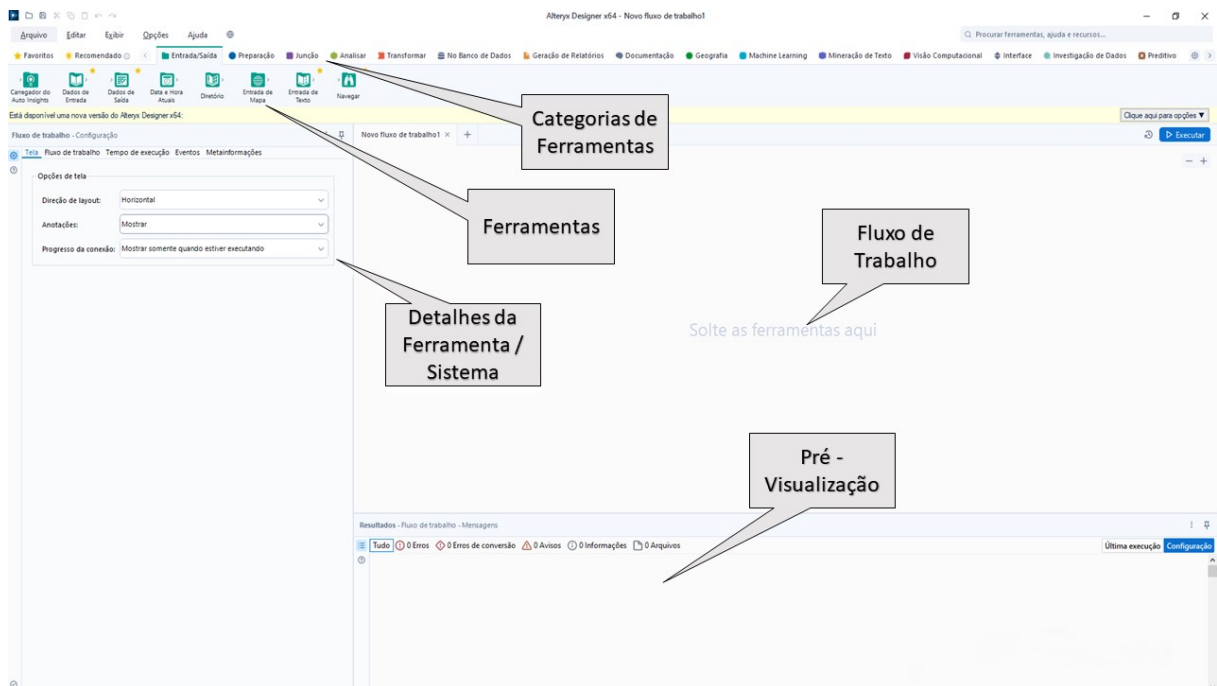 Alteryx Designer x64 - Novo fluxo de trabalho1
Arquivo Editar Exibir Opções Ajuda
Procurar ferramentas, ajuda e recursos...
Favoritos Recomendado Entrada/Saída Preparação Junção Analisar Transformar No Banco de Dados Geração de Relatórios Documentação Geografia Machine Learning Mineração de Texto Visão Computacional Interface Investigação de Dados Preditivo
Carregador do Auto Insights
Dados de Entrada
Dados de Saída
Data e Hora Atuais
Diretório
Entrada de Mapa
Entrada de Texto
Navegar
Está disponível uma nova versão do Alteryx Designer x64:
Clique aqui para opções ▼
Fluxo de trabalho - Configuração
Novo fluxo de trabalho1 × +
Executar
Tela Fluxo de trabalho Tempo de execução Eventos Metainformações
Opções de tela
Direção de layout: Horizontal
Anotações: Mostrar
Progresso da conexão: Mostrar somente quando estiver executando
Categorias de
Ferramentas
Ferramentas
Fluxo de
Trabalho
Detalhes da
Ferramenta /
Sistema
Solte as ferramentas aqui
Pré -
Visualização
Resultados - Fluxo de trabalho - Mensagens
Tudo 0 Erros 0 Erros de conversão 0 Avisos 0 Informações 0 Arquivos
Última execução Configuração